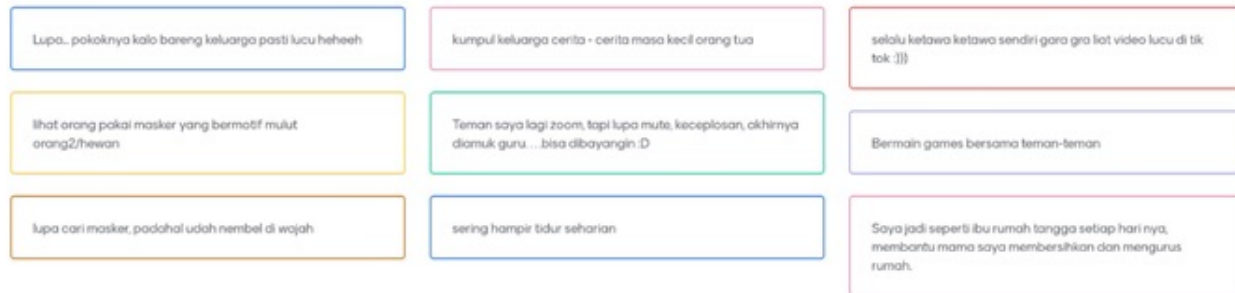 Lupa.. pokoknya kalo bareng keluarga pasti lucu heheeh
kumpul keluarga cerita - cerita masa kecil orang tua
selalu ketawa ketawa sendiri gara gra liat video lucu di tik
tok :)))
lihat orang pakai masker yang bermotif mulut
orang2/hewan
Teman saya lagi zoom, tapi lupa mute, keceplosan, akhirnya
diamuk guru....bisa dibayangin :D
Bermain games bersama teman-teman
lupa cari masker, padahal udah nembel di wajah
sering hampir tidur seharian
Saya jadi seperti ibu rumah tangga setiap hari nya,
membantu mama saya membersihkan dan mengurus
rumah.